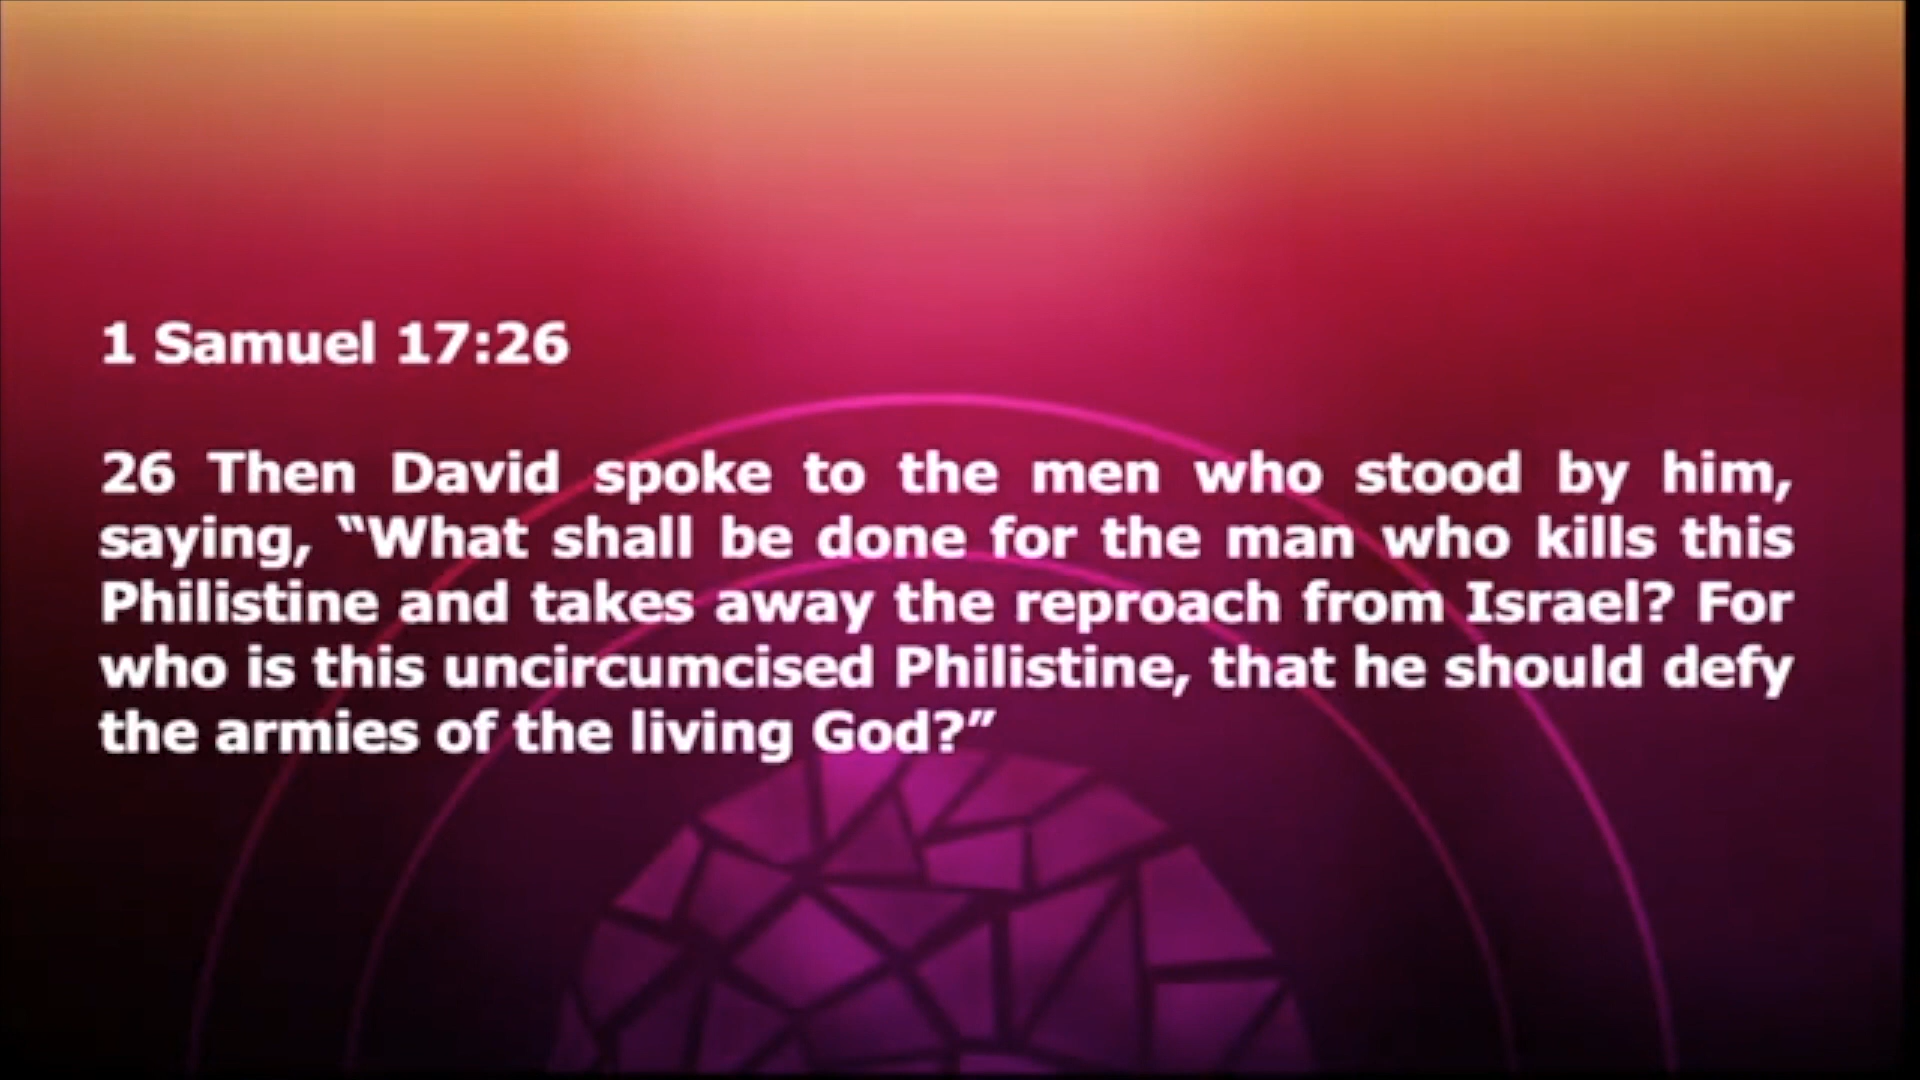 1 Samuel 17:26
26 Then David spoke to the men who stood by him,
saying, “What shall be done for the man who kills this
Philistine and takes away the reproach from Israel? For
who is this uncircumcised Philistine, that he should defy
the armies of the living God?”